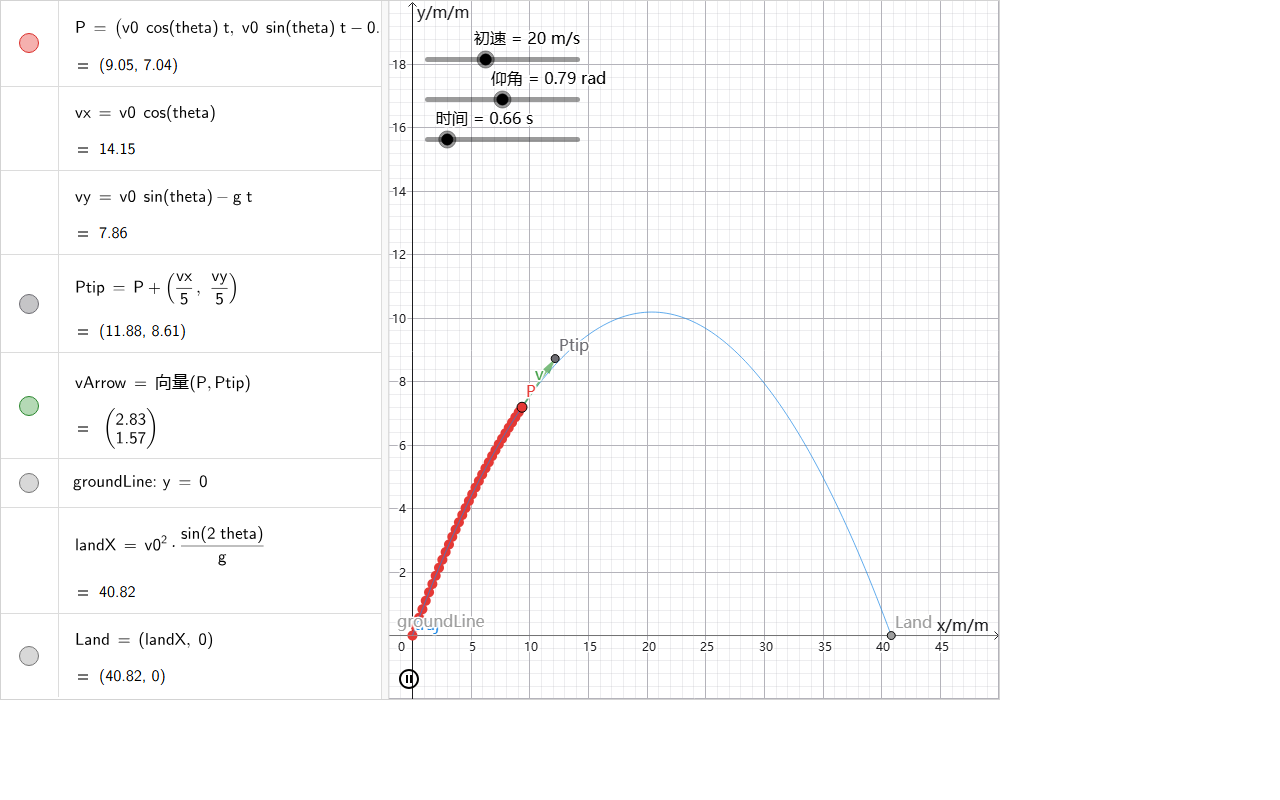 P = (v0 cos(theta) t, v0 sin(theta) t − 0.
= (9.05, 7.04)
vx = v0 cos(theta)
= 14.15
vy = v0 sin(theta) − g t
= 7.86
Ptip = P + (vx/5, vy/5)
= (11.88, 8.61)
vArrow = 向量(P, Ptip)
= (2.83 1.57)
groundLine: y = 0
landX = v0² · sin(2 theta)/g
= 40.82
Land = (landX, 0)
= (40.82, 0)
y/m/m
初速 = 20 m/s
仰角 = 0.79 rad
时间 = 0.66 s
18
16
14
12
10
8
6
4
2
Ptip
v
P
groundLine
Land
x/m/m
0 5 10 15 20 25 30 35 40 45